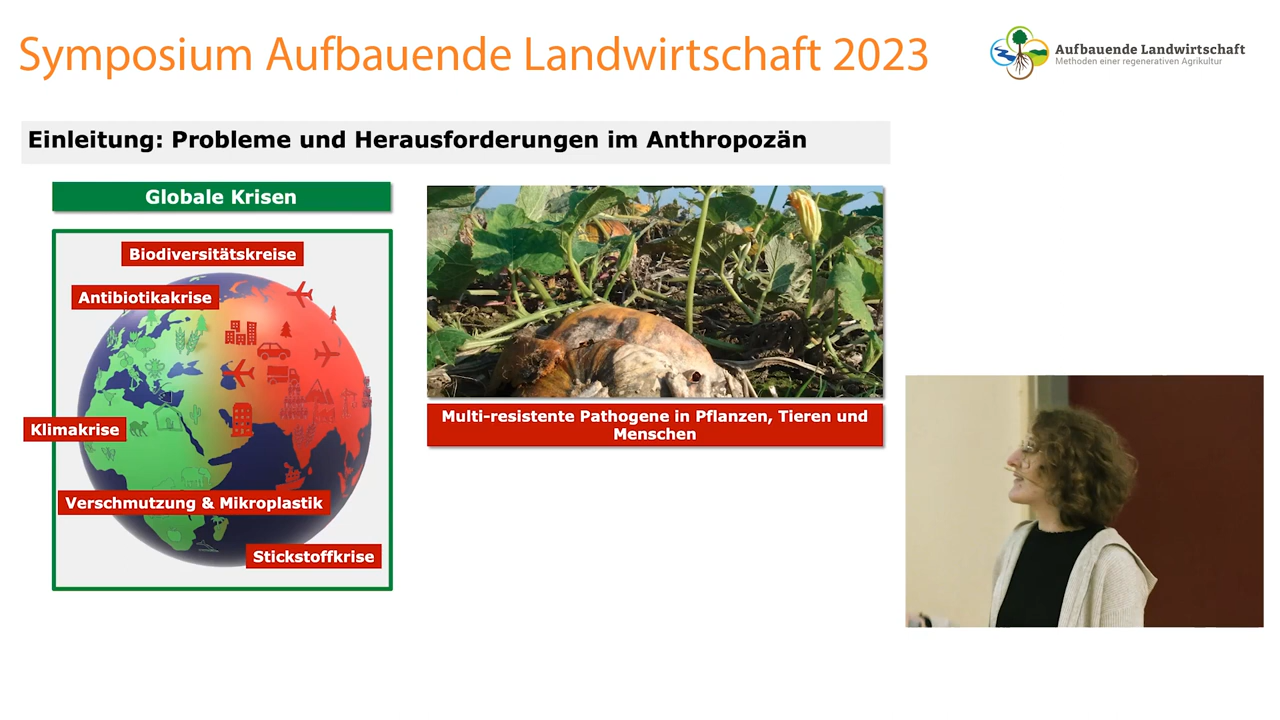 Symposium Aufbauende Landwirtschaft 2023
Aufbauende Landwirtschaft
Methoden einer regenerativen Agrikultur
Einleitung: Probleme und Herausforderungen im Anthropozän
Globale Krisen
Biodiversitätskreise
Antibiotikakrise
Klimakrise
Verschmutzung & Mikroplastik
Stickstoffkrise
Multi-resistente Pathogene in Pflanzen, Tieren und
Menschen